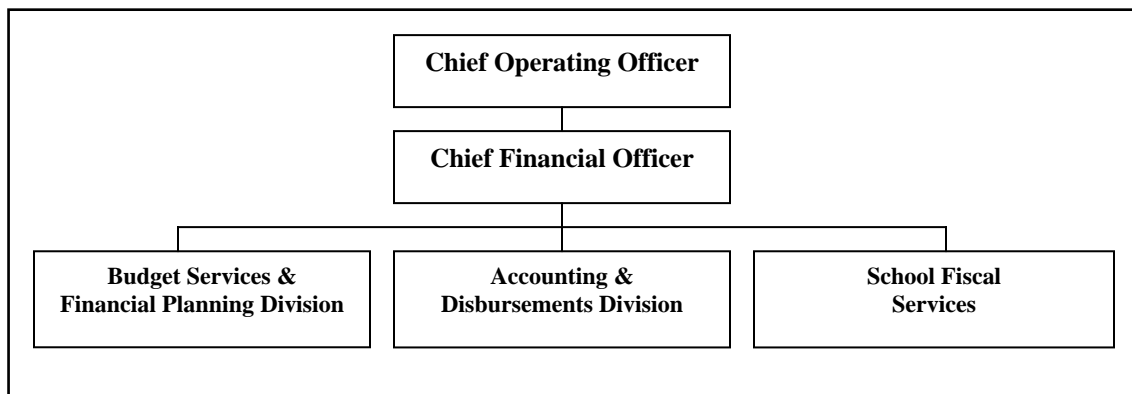 Chief Operating Officer
Chief Financial Officer
Budget Services &
Financial Planning Division
Accounting &
Disbursements Division
School Fiscal
Services